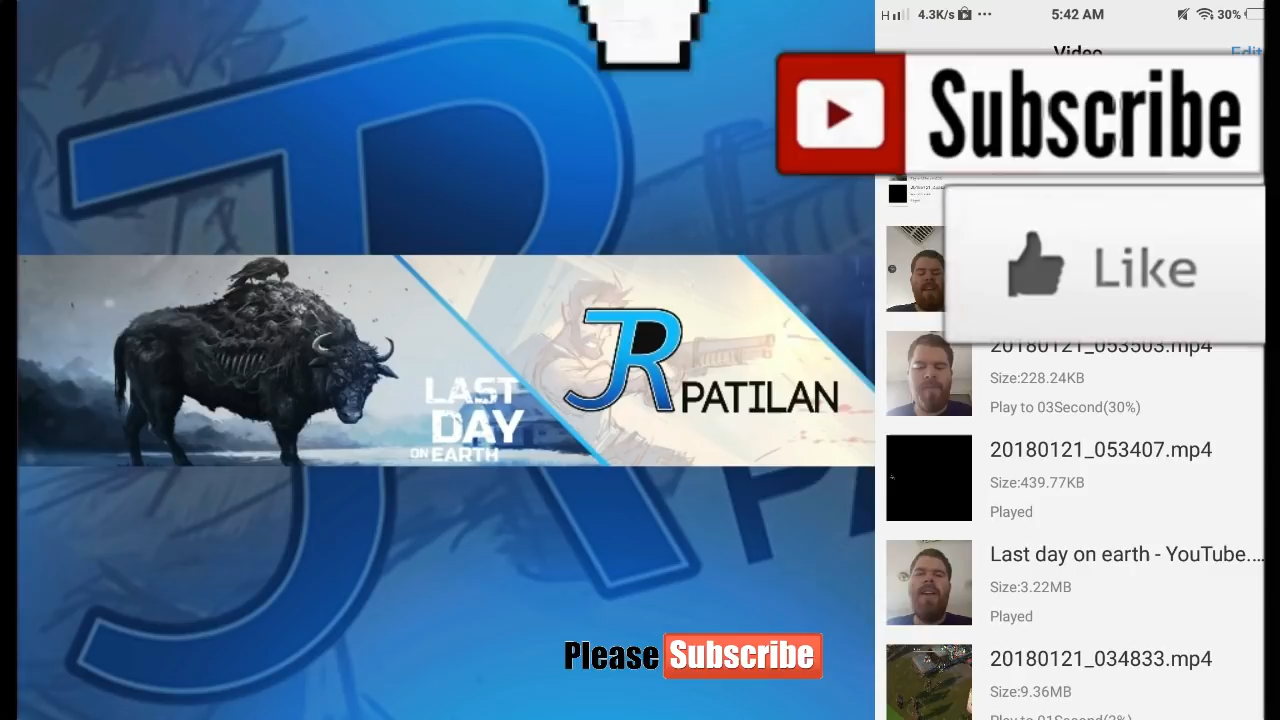 LAST
DAY
ON EARTH
JR PATILAN
Please Subscribe
H 4.3K/s ... 5:42 AM 30%
Video Edit
Subscribe
Like
20180121_053503.mp4
Size:228.24KB
Play to 03Second(30%)
20180121_053407.mp4
Size:439.77KB
Played
Last day on earth - YouTube....
Size:3.22MB
Played
20180121_034833.mp4
Size:9.36MB